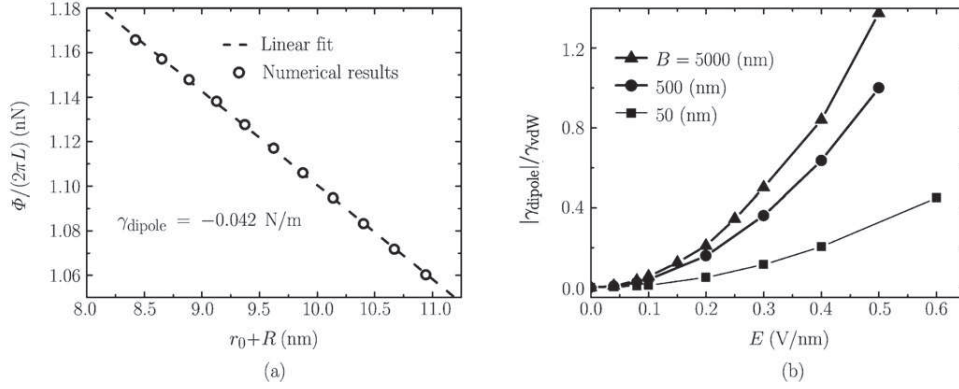 1.18
1.16
1.14
1.12
1.10
1.08
1.06
Φ/(2πL) (nN)
Linear fit
Numerical results
γdipole = −0.042 N/m
8.0 8.5 9.0 9.5 10.0 10.5 11.0
r0+R (nm)
(a)
1.2
0.8
0.4
0.0
|γdipole|/γvdW
B = 5000 (nm)
500 (nm)
50 (nm)
0.0 0.1 0.2 0.3 0.4 0.5 0.6
E (V/nm)
(b)